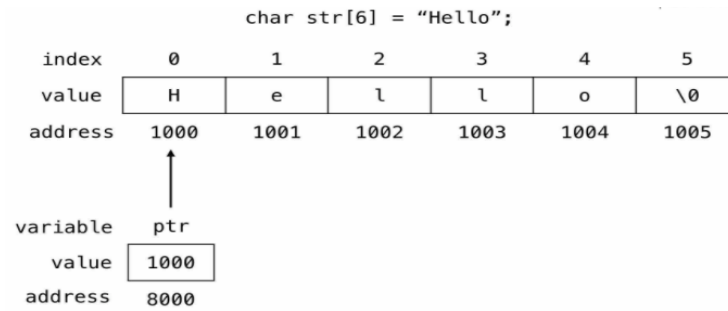 char str[6] = “Hello”;
index 0 1 2 3 4 5
value H e l l o \0
address 1000 1001 1002 1003 1004 1005
variable ptr
value 1000
address 8000